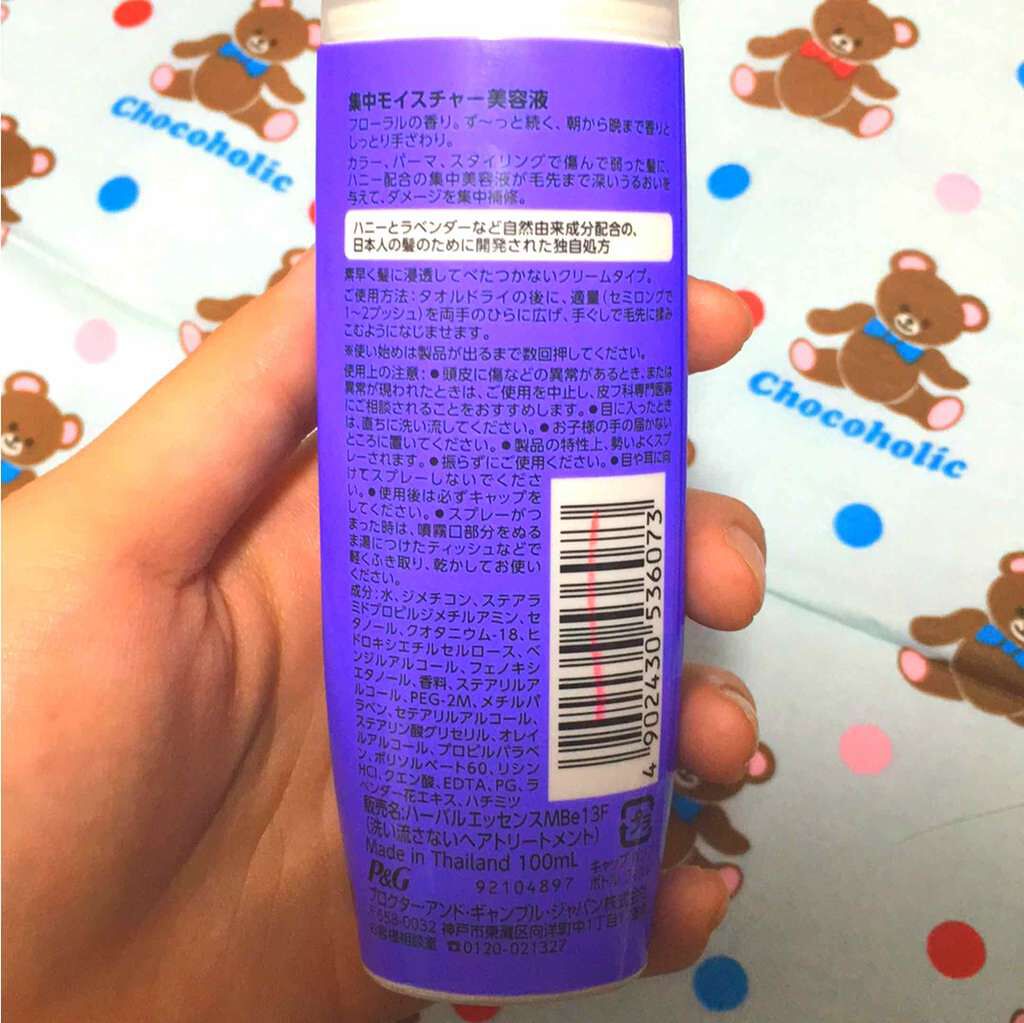 集中モイスチャー美容液
フローラルの香り。ず〜っと続く、朝から晩まで香りと
しっとり手ざわり。
カラー、パーマ、スタイリングで傷んで弱った髪に、
ハニー配合の集中美容液が毛先まで深いうるおいを
与えて、ダメージを集中補修。
ハニーとラベンダーなど自然由来成分配合の、
日本人の髪のために開発された独自処方
素早く髪に浸透してべたつかないクリームタイプ。
ご使用方法：タオルドライの後に、適量(セミロングで
1〜2プッシュ)を両手のひらに広げ、手ぐしで毛先に揉み
こむようになじませます。
※使い始めは製品が出るまで数回押してください。
使用上の注意：●頭皮に傷などの異常があるとき、または
異常が現われたときは、ご使用を中止し、皮フ科専門医等
にご相談されることをおすすめします。●目に入ったとき
は、直ちに洗い流してください。●お子様の手の届かない
ところに置いてください。●製品の特性上、勢いよくスプ
レーされます。●振らずにご使用ください。●目や耳に向
けてスプレーしないでくださ
い。●使用後は必ずキャップを
してください。●スプレーがつ
まった時は、噴霧口部分をぬる
ま湯につけたティッシュなどで
軽くふき取り、乾かしてお使い
ください。
成分：水、ジメチコン、ステアラ
ミドプロピルジメチルアミン、セ
タノール、クオタニウム-18、ヒ
ドロキシエチルセルロース、ベ
ンジルアルコール、フェノキシ
エタノール、香料、ステアリルア
ルコール、PEG-2M、メチルパ
ラベン、セテアリルアルコール、
ステアリン酸グリセリル、オレイ
ルアルコール、プロピルパラベ
ン、ポリソルベート60、リシン
HCl、クエン酸、EDTA、PG、ラ
ベンダー花エキス、ハチミツ
4902430536073
販売名：ハーバルエッセンスMBe13F
(洗い流さないヘアトリートメント)
Made in Thailand 100mL
P&G
92104897
キャップ
ボトル
プロクター・アンド・ギャンブル・ジャパン株式会社
〒658-0032 神戸市東灘区向洋町中1丁目
お客様相談室 ☎0120-021327
Chocoholic
Chocoholic